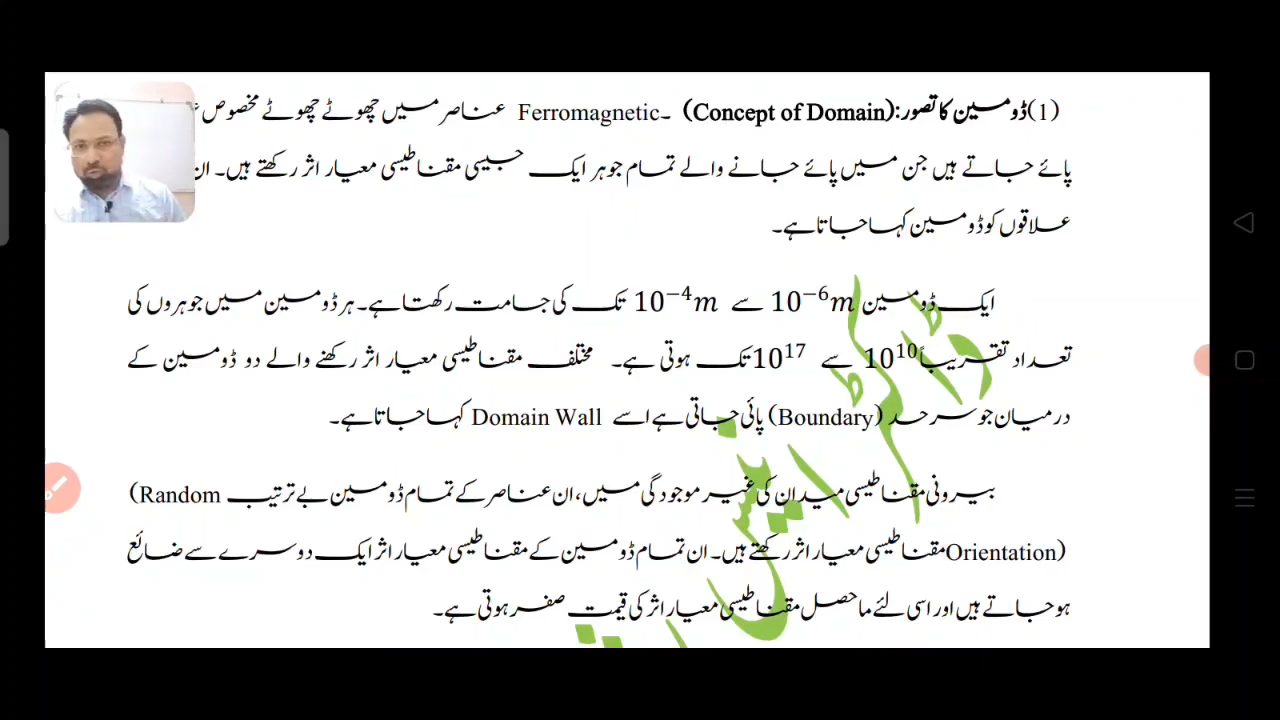 (1) ڈومین کا تصور:(Concept of Domain) ۔Ferromagnetic عناصر میں چھوٹے چھوٹے مخصوص
پائے جاتے ہیں جن میں پائے جانے والے تمام جوہر ایک جیسی مقناطیسی معیار اثر رکھتے ہیں۔ ان
علاقوں کو ڈومین کہا جاتا ہے۔
ایک ڈومین 10⁻⁶m سے 10⁻⁴m تک کی جسامت رکھتا ہے۔ ہر ڈومین میں جوہروں کی
تعداد تقریباً 10¹⁰ سے 10¹⁷ تک ہوتی ہے۔ مختلف مقناطیسی معیار اثر رکھنے والے دو ڈومین کے
درمیان جو سرحد (Boundary) پائی جاتی ہے اسے Domain Wall کہا جاتا ہے۔
بیرونی مقناطیسی میدان کی غیر موجودگی میں، ان عناصر کے تمام ڈومین بے ترتیب (Random
Orientation) مقناطیسی معیار اثر رکھتے ہیں۔ ان تمام ڈومین کے مقناطیسی معیار اثر ایک دوسرے سے ضائع
ہو جاتے ہیں اور اسی لئے ماحصل مقناطیسی معیار اثر کی قیمت صفر ہوتی ہے۔